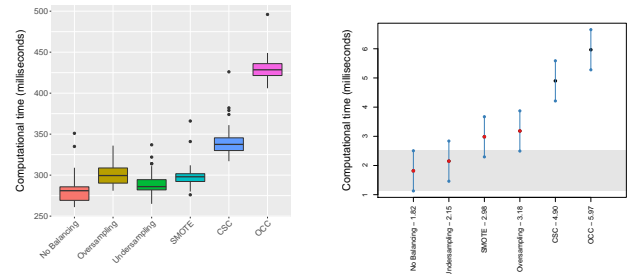 Computational time (milliseconds)
500
450
400
350
300
250
No Balancing
Oversampling
Undersampling
SMOTE
CSC
OCC
Computational time (milliseconds)
6
5
4
3
2
1
No Balancing - 1.82
Undersampling - 2.15
SMOTE - 2.98
Oversampling - 3.18
CSC - 4.90
OCC - 5.97